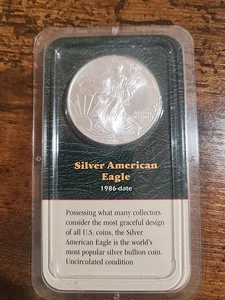 Silver American
Eagle
1986-date
Possessing what many collectors
consider the most graceful design
of all U.S. coins, the Silver
American Eagle is the world's
most popular silver bullion coin.
Uncirculated condition